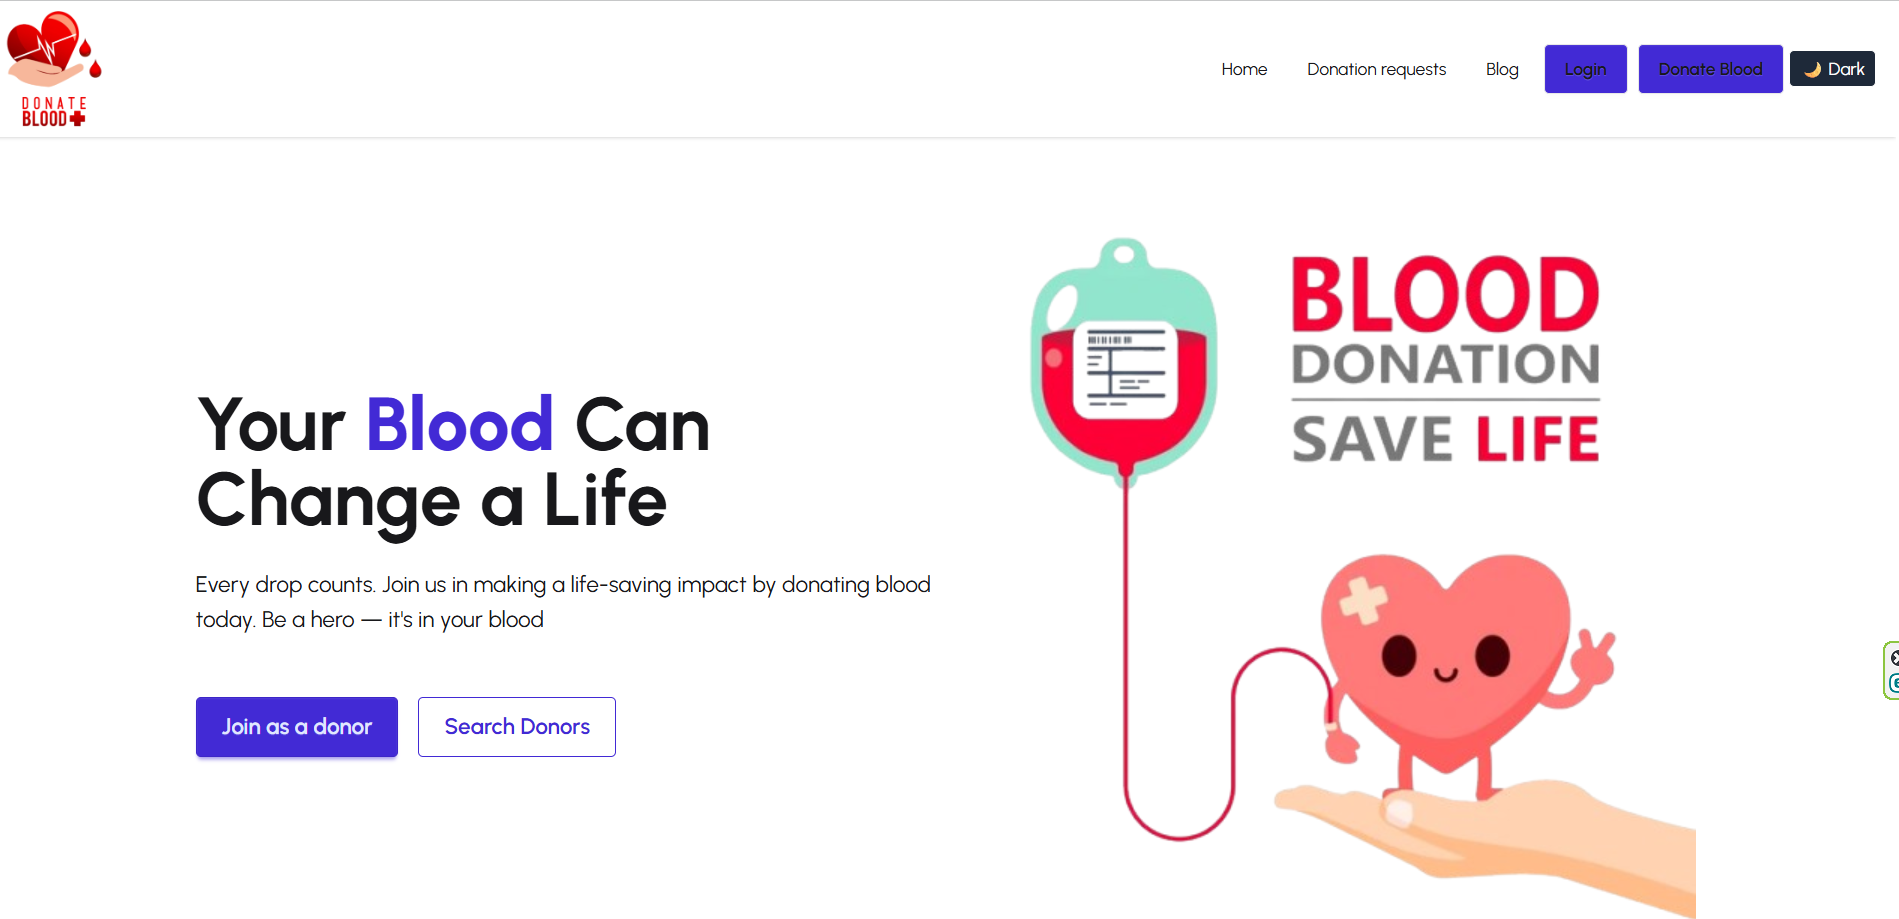 DONATE
BLOOD
Home
Donation requests
Blog
Login
Donate Blood
🌙 Dark
Your Blood Can
Change a Life
Every drop counts. Join us in making a life-saving impact by donating blood
today. Be a hero — it's in your blood
Join as a donor
Search Donors
BLOOD
DONATION
SAVE LIFE